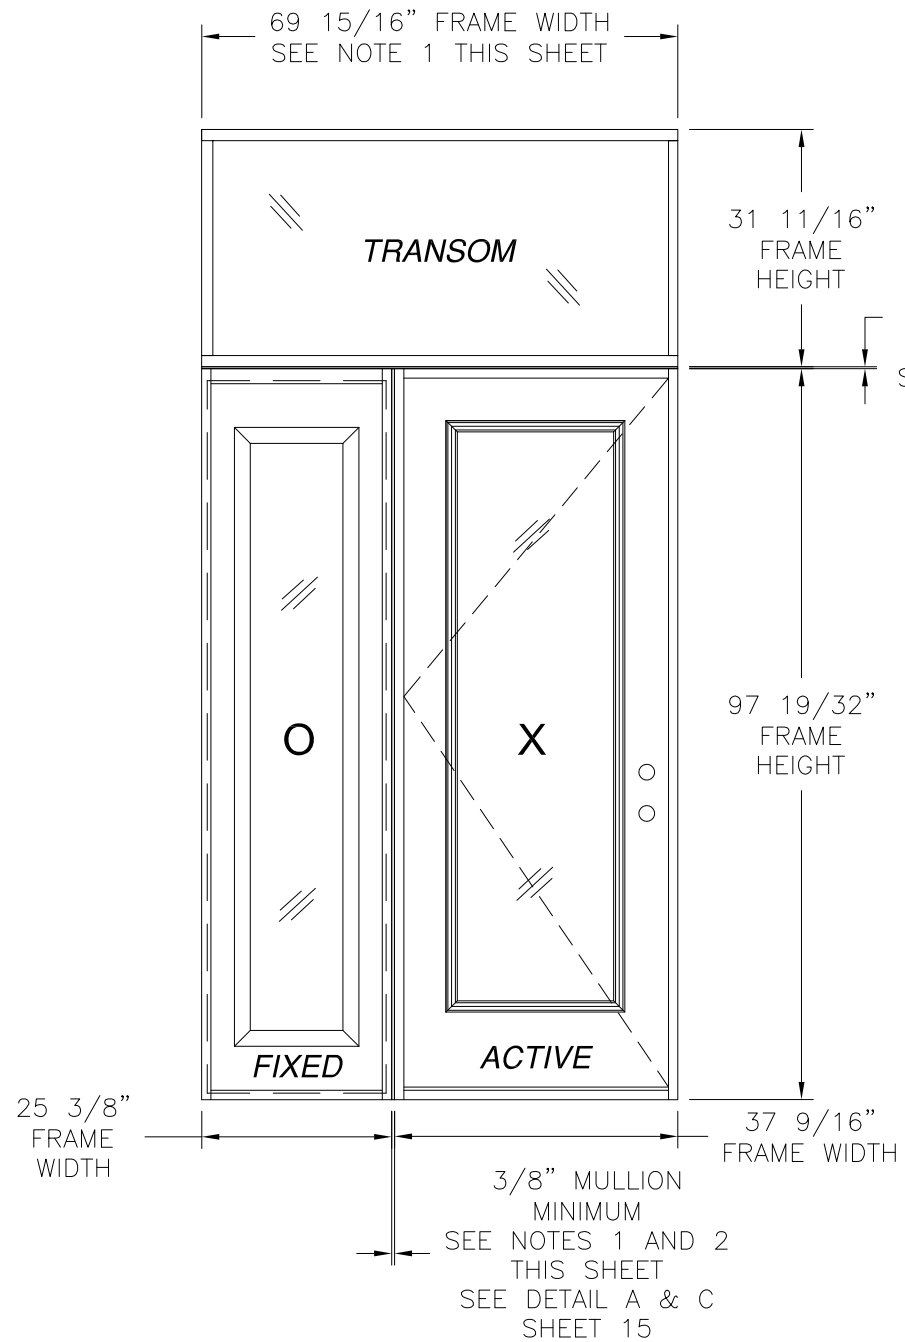 69 15/16” FRAME WIDTH
SEE NOTE 1 THIS SHEET
31 11/16”
FRAME
HEIGHT
TRANSOM
S
97 19/32”
FRAME
HEIGHT
O
X
FIXED
ACTIVE
25 3/8”
FRAME
WIDTH
37 9/16”
FRAME WIDTH
3/8” MULLION
MINIMUM
SEE NOTES 1 AND 2
THIS SHEET
SEE DETAIL A & C
SHEET 15